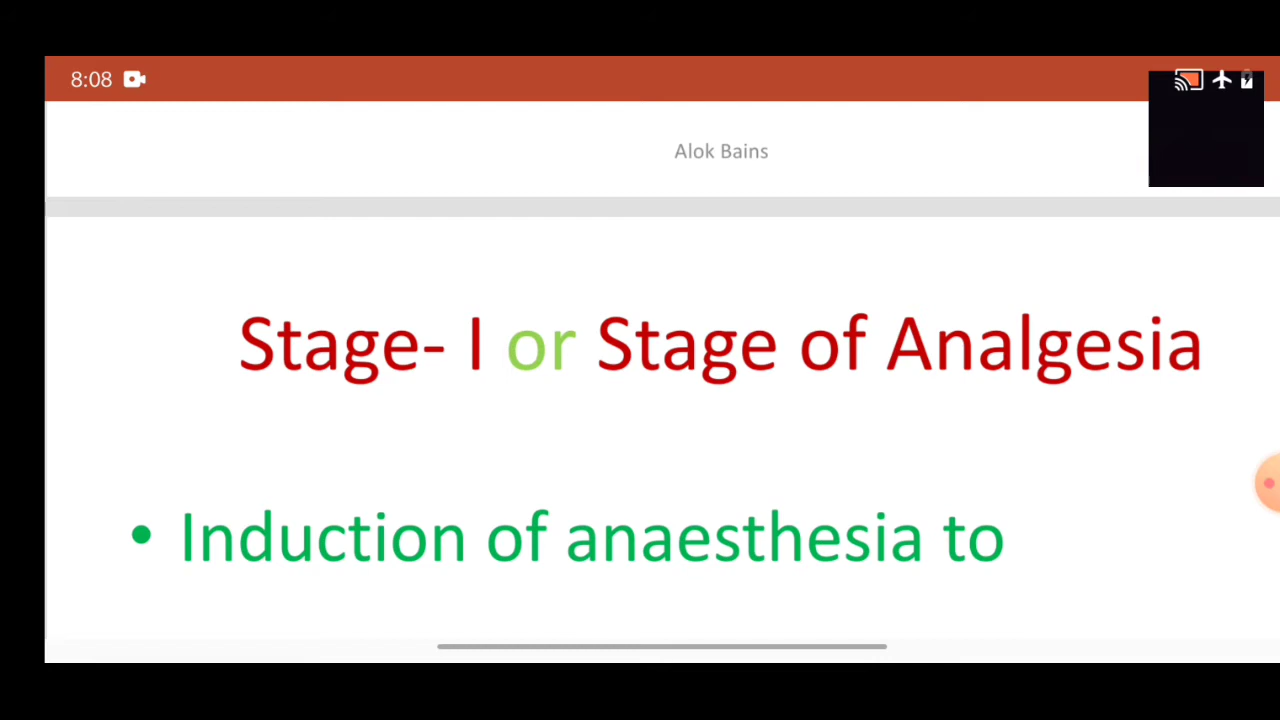 8:08
Alok Bains
Stage- I or Stage of Analgesia
• Induction of anaesthesia to